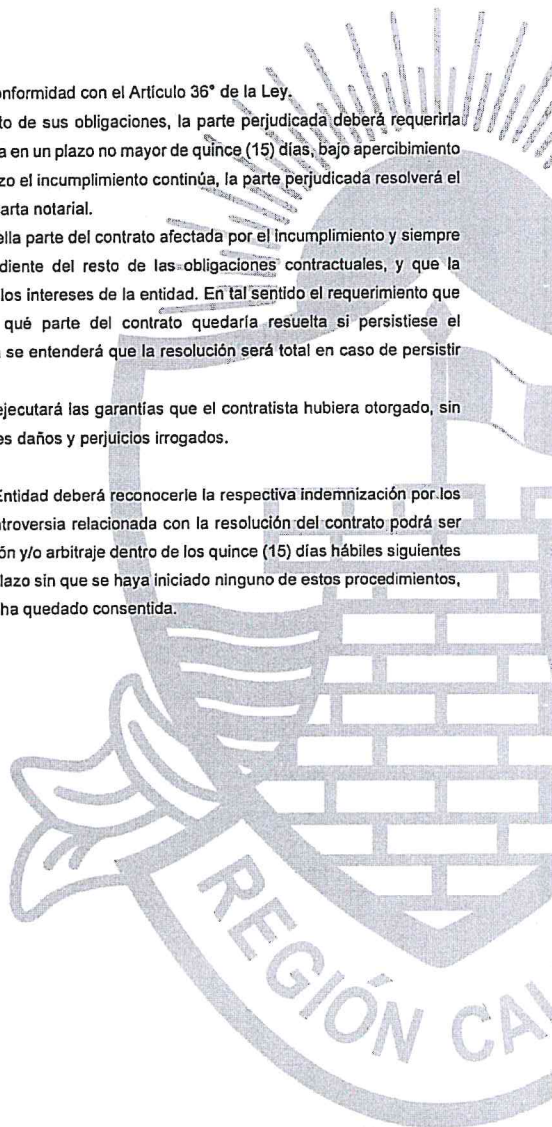 nformidad con el Artículo 36° de la Ley.
to de sus obligaciones, la parte perjudicada deberá requerirla
a en un plazo no mayor de quince (15) días, bajo apercibimiento
zo el incumplimiento continúa, la parte perjudicada resolverá el
arta notarial.
ella parte del contrato afectada por el incumplimiento y siempre
diente del resto de las obligaciones contractuales, y que la
los intereses de la entidad. En tal sentido el requerimiento que
qué parte del contrato quedaría resuelta si persistiese el
se entenderá que la resolución será total en caso de persistir
ejecutará las garantías que el contratista hubiera otorgado, sin
es daños y perjuicios irrogados.
Entidad deberá reconocerle la respectiva indemnización por los
troversia relacionada con la resolución del contrato podrá ser
ón y/o arbitraje dentro de los quince (15) días hábiles siguientes
lazo sin que se haya iniciado ninguno de estos procedimientos,
ha quedado consentida.
REGIÓN CAL